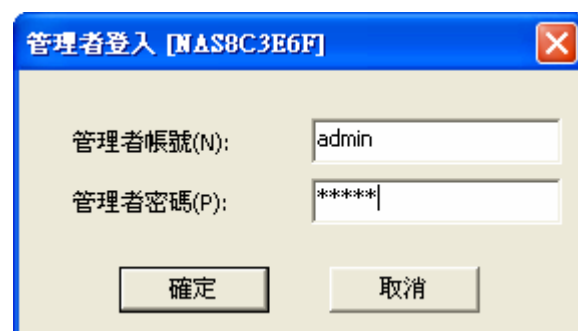 管理者登入 [NAS8C3E6F]
管理者帳號(N): admin
管理者密碼(P): *****
確定 取消